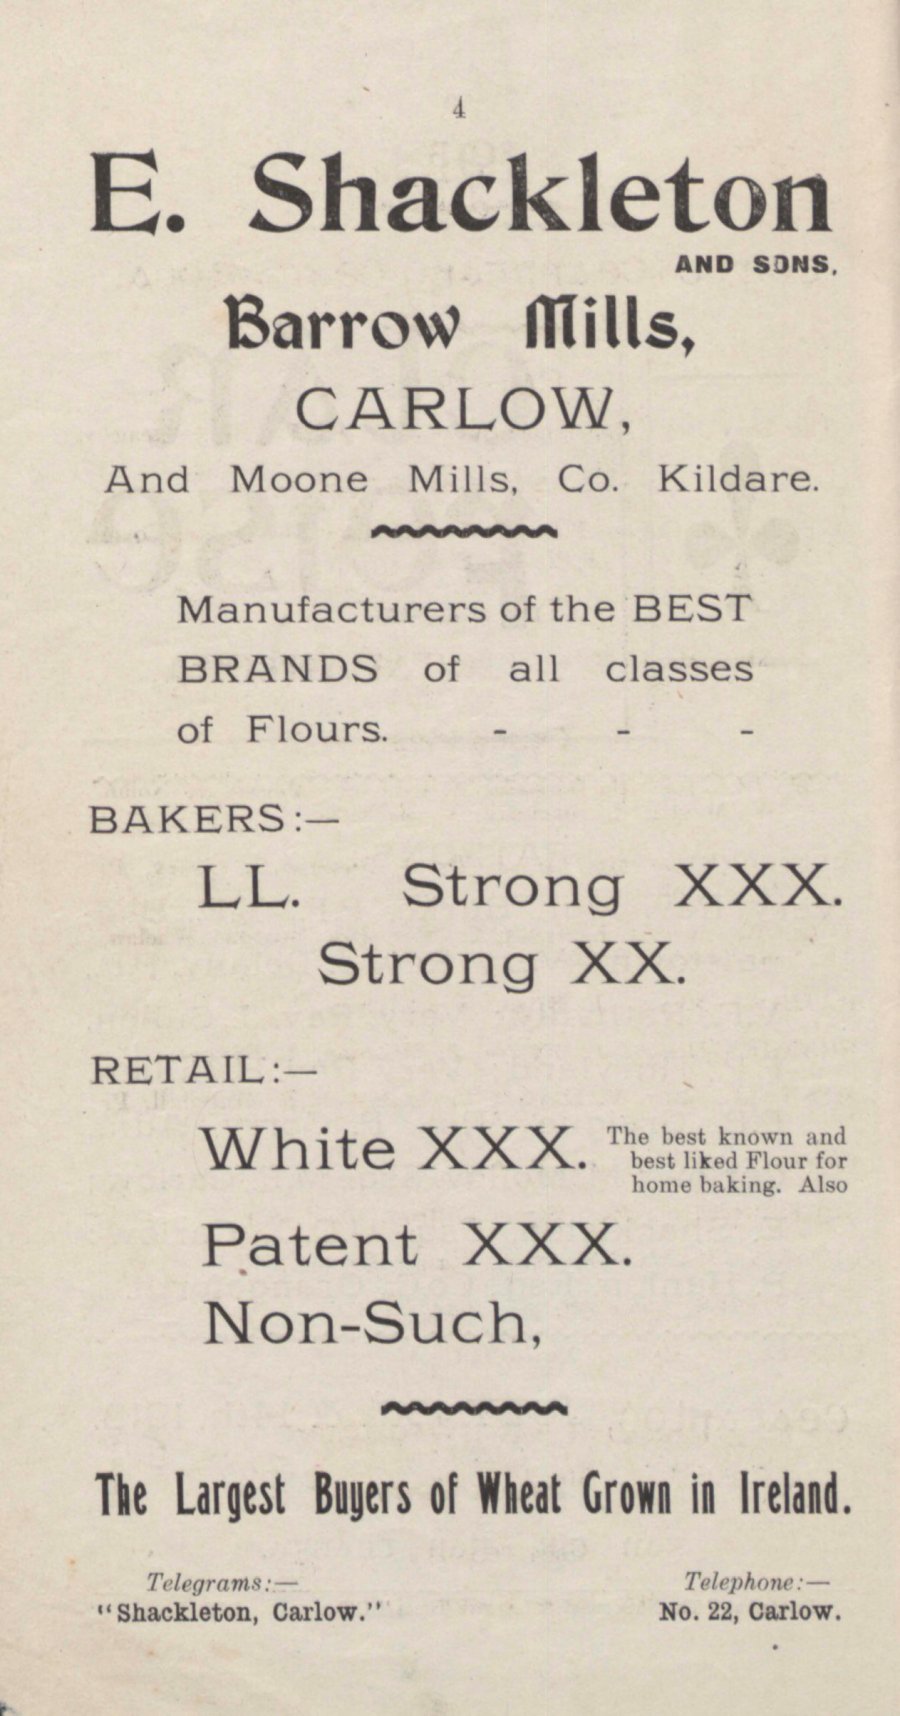 4
E. Shackleton
AND SONS.
Barrow Mills,
CARLOW,
And Moone Mills, Co. Kildare.
Manufacturers of the BEST
BRANDS of all classes
of Flours. - - -
BAKERS:—
LL. Strong XXX.
Strong XX.
RETAIL:—
White XXX. The best known and
best liked Flour for
home baking. Also
Patent XXX.
Non-Such,
The Largest Buyers of Wheat Grown in Ireland.
Telegrams:— Telephone:—
"Shackleton, Carlow." No. 22, Carlow.